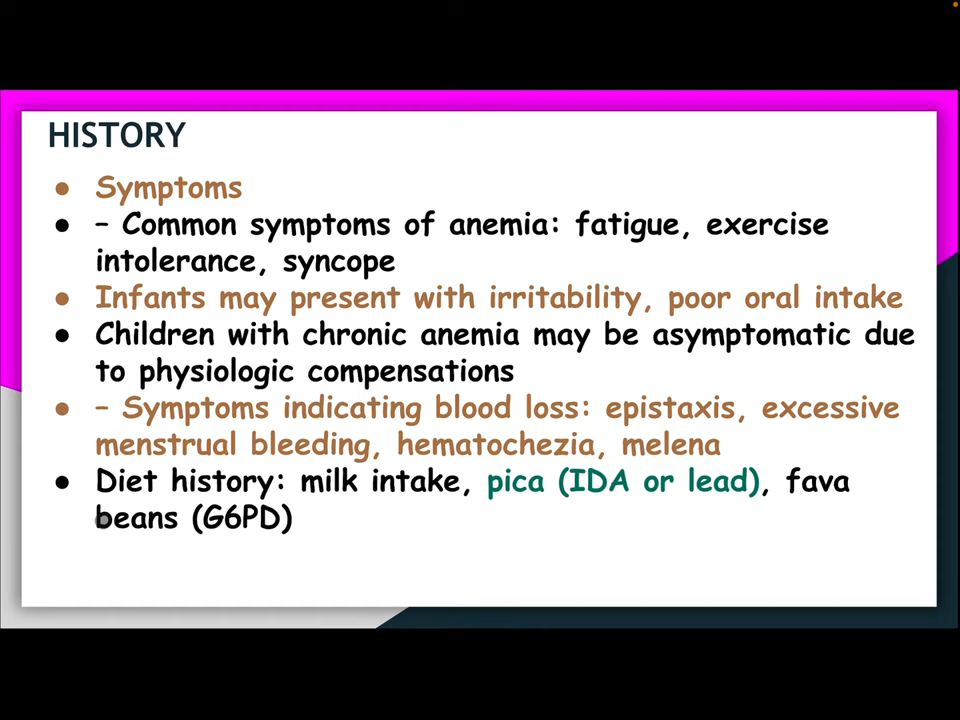 HISTORY
● Symptoms
● – Common symptoms of anemia: fatigue, exercise
intolerance, syncope
● Infants may present with irritability, poor oral intake
● Children with chronic anemia may be asymptomatic due
to physiologic compensations
● – Symptoms indicating blood loss: epistaxis, excessive
menstrual bleeding, hematochezia, melena
● Diet history: milk intake, pica (IDA or lead), fava
beans (G6PD)